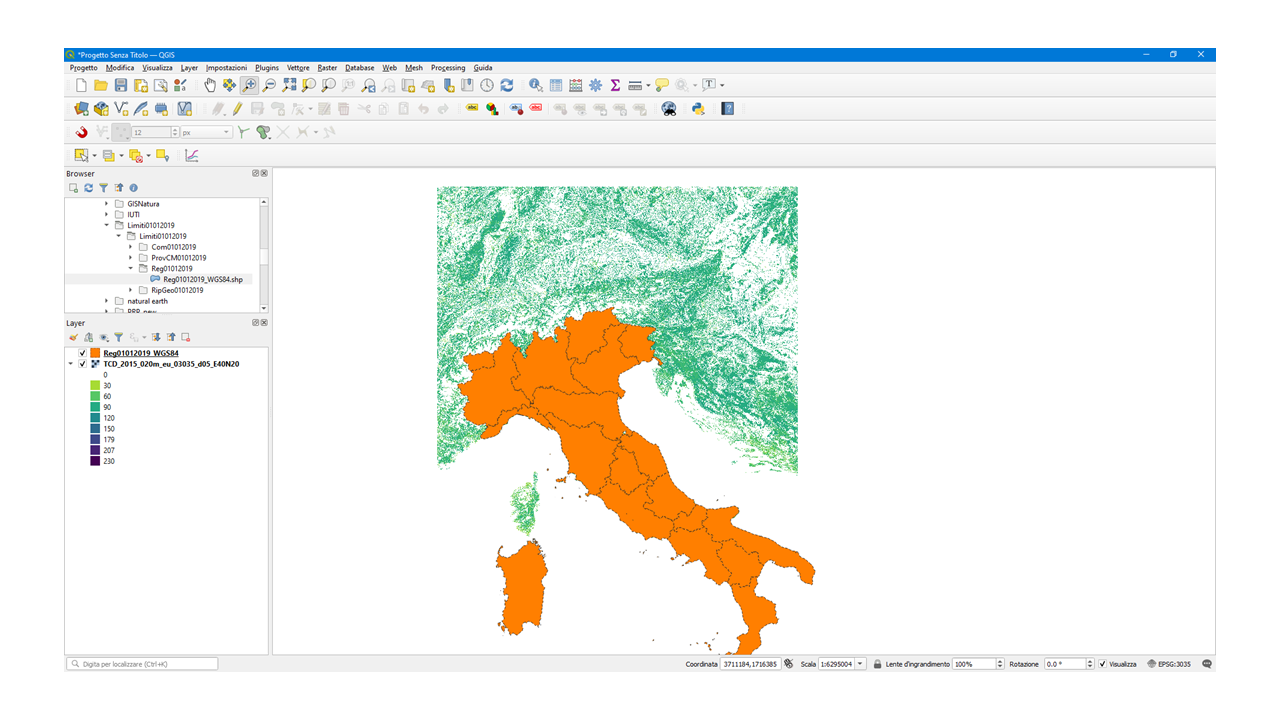 *Progetto Senza Titolo — QGIS
Progetto Modifica Visualizza Layer Impostazioni Plugins Vettore Raster Database Web Mesh Processing Guida
12 px
Browser
GISNatura
IUTI
Limiti01012019
Limiti01012019
Com01012019
ProvCM01012019
Reg01012019
Reg01012019_WGS84.shp
RipGeo01012019
natural earth
Layer
Reg01012019_WGS84
TCD_2015_020m_eu_03035_d05_E40N20
0
30
60
90
120
150
179
207
230
Digita per localizzare (Ctrl+K)
Coordinata 3711184,1716385 Scala 1:6295004 Lente d'ingrandimento 100% Rotazione 0.0 ° Visualizza EPSG:3035